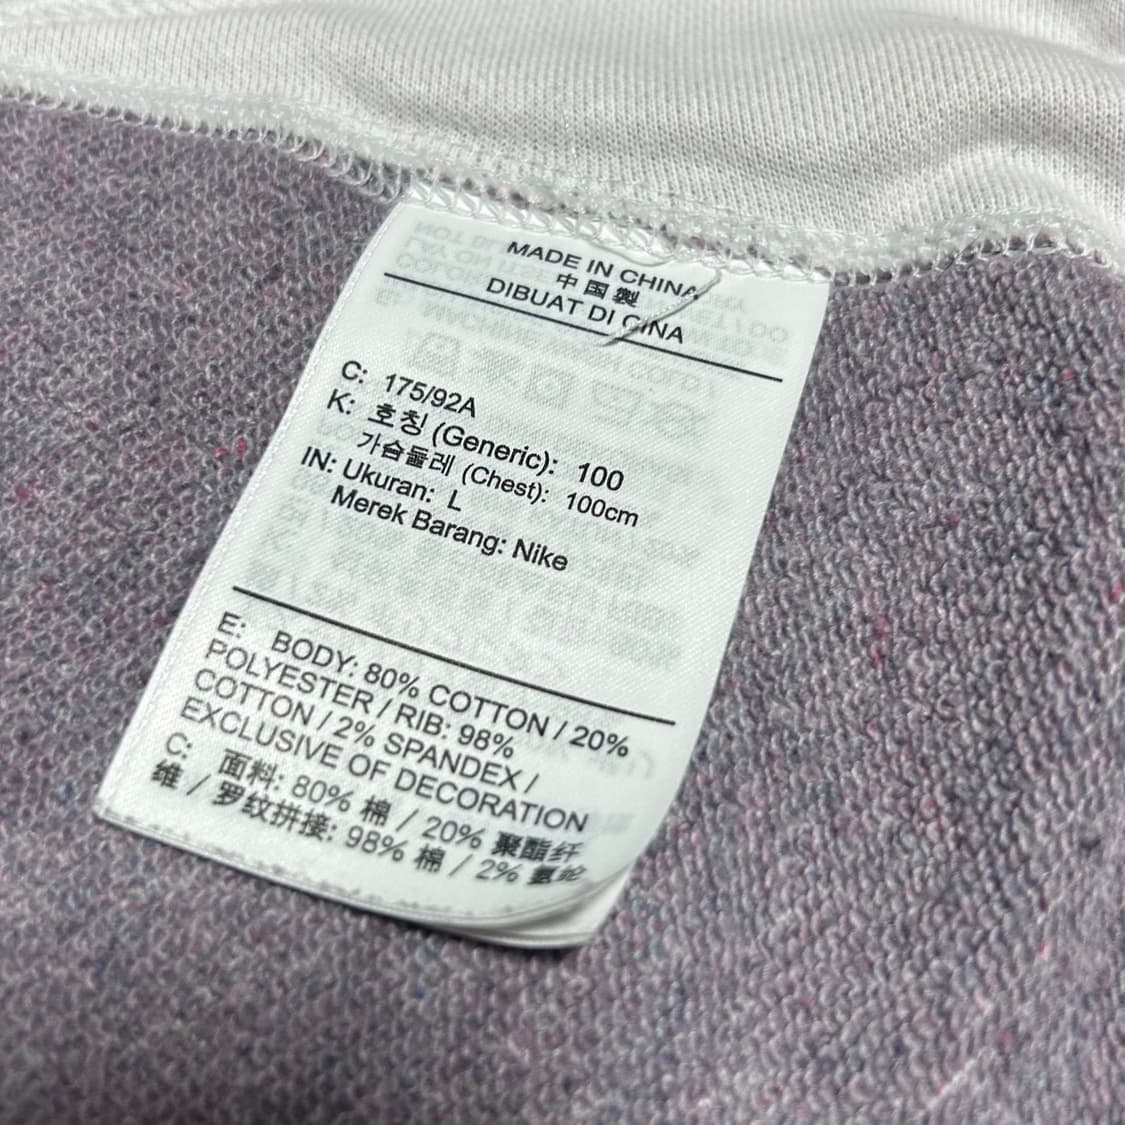 MADE IN CHINA
中国製
DIBUAT DI CINA
C: 175/92A
K: 호칭 (Generic): 100
가슴둘레 (Chest): 100cm
IN: Ukuran: L
Merek Barang: Nike
E: BODY: 80% COTTON / 20%
POLYESTER / RIB: 98%
COTTON / 2% SPANDEX /
EXCLUSIVE OF DECORATION
C: 面料: 80% 棉 / 20% 聚酯纤
维 / 罗纹拼接: 98% 棉 / 2% 氨纶